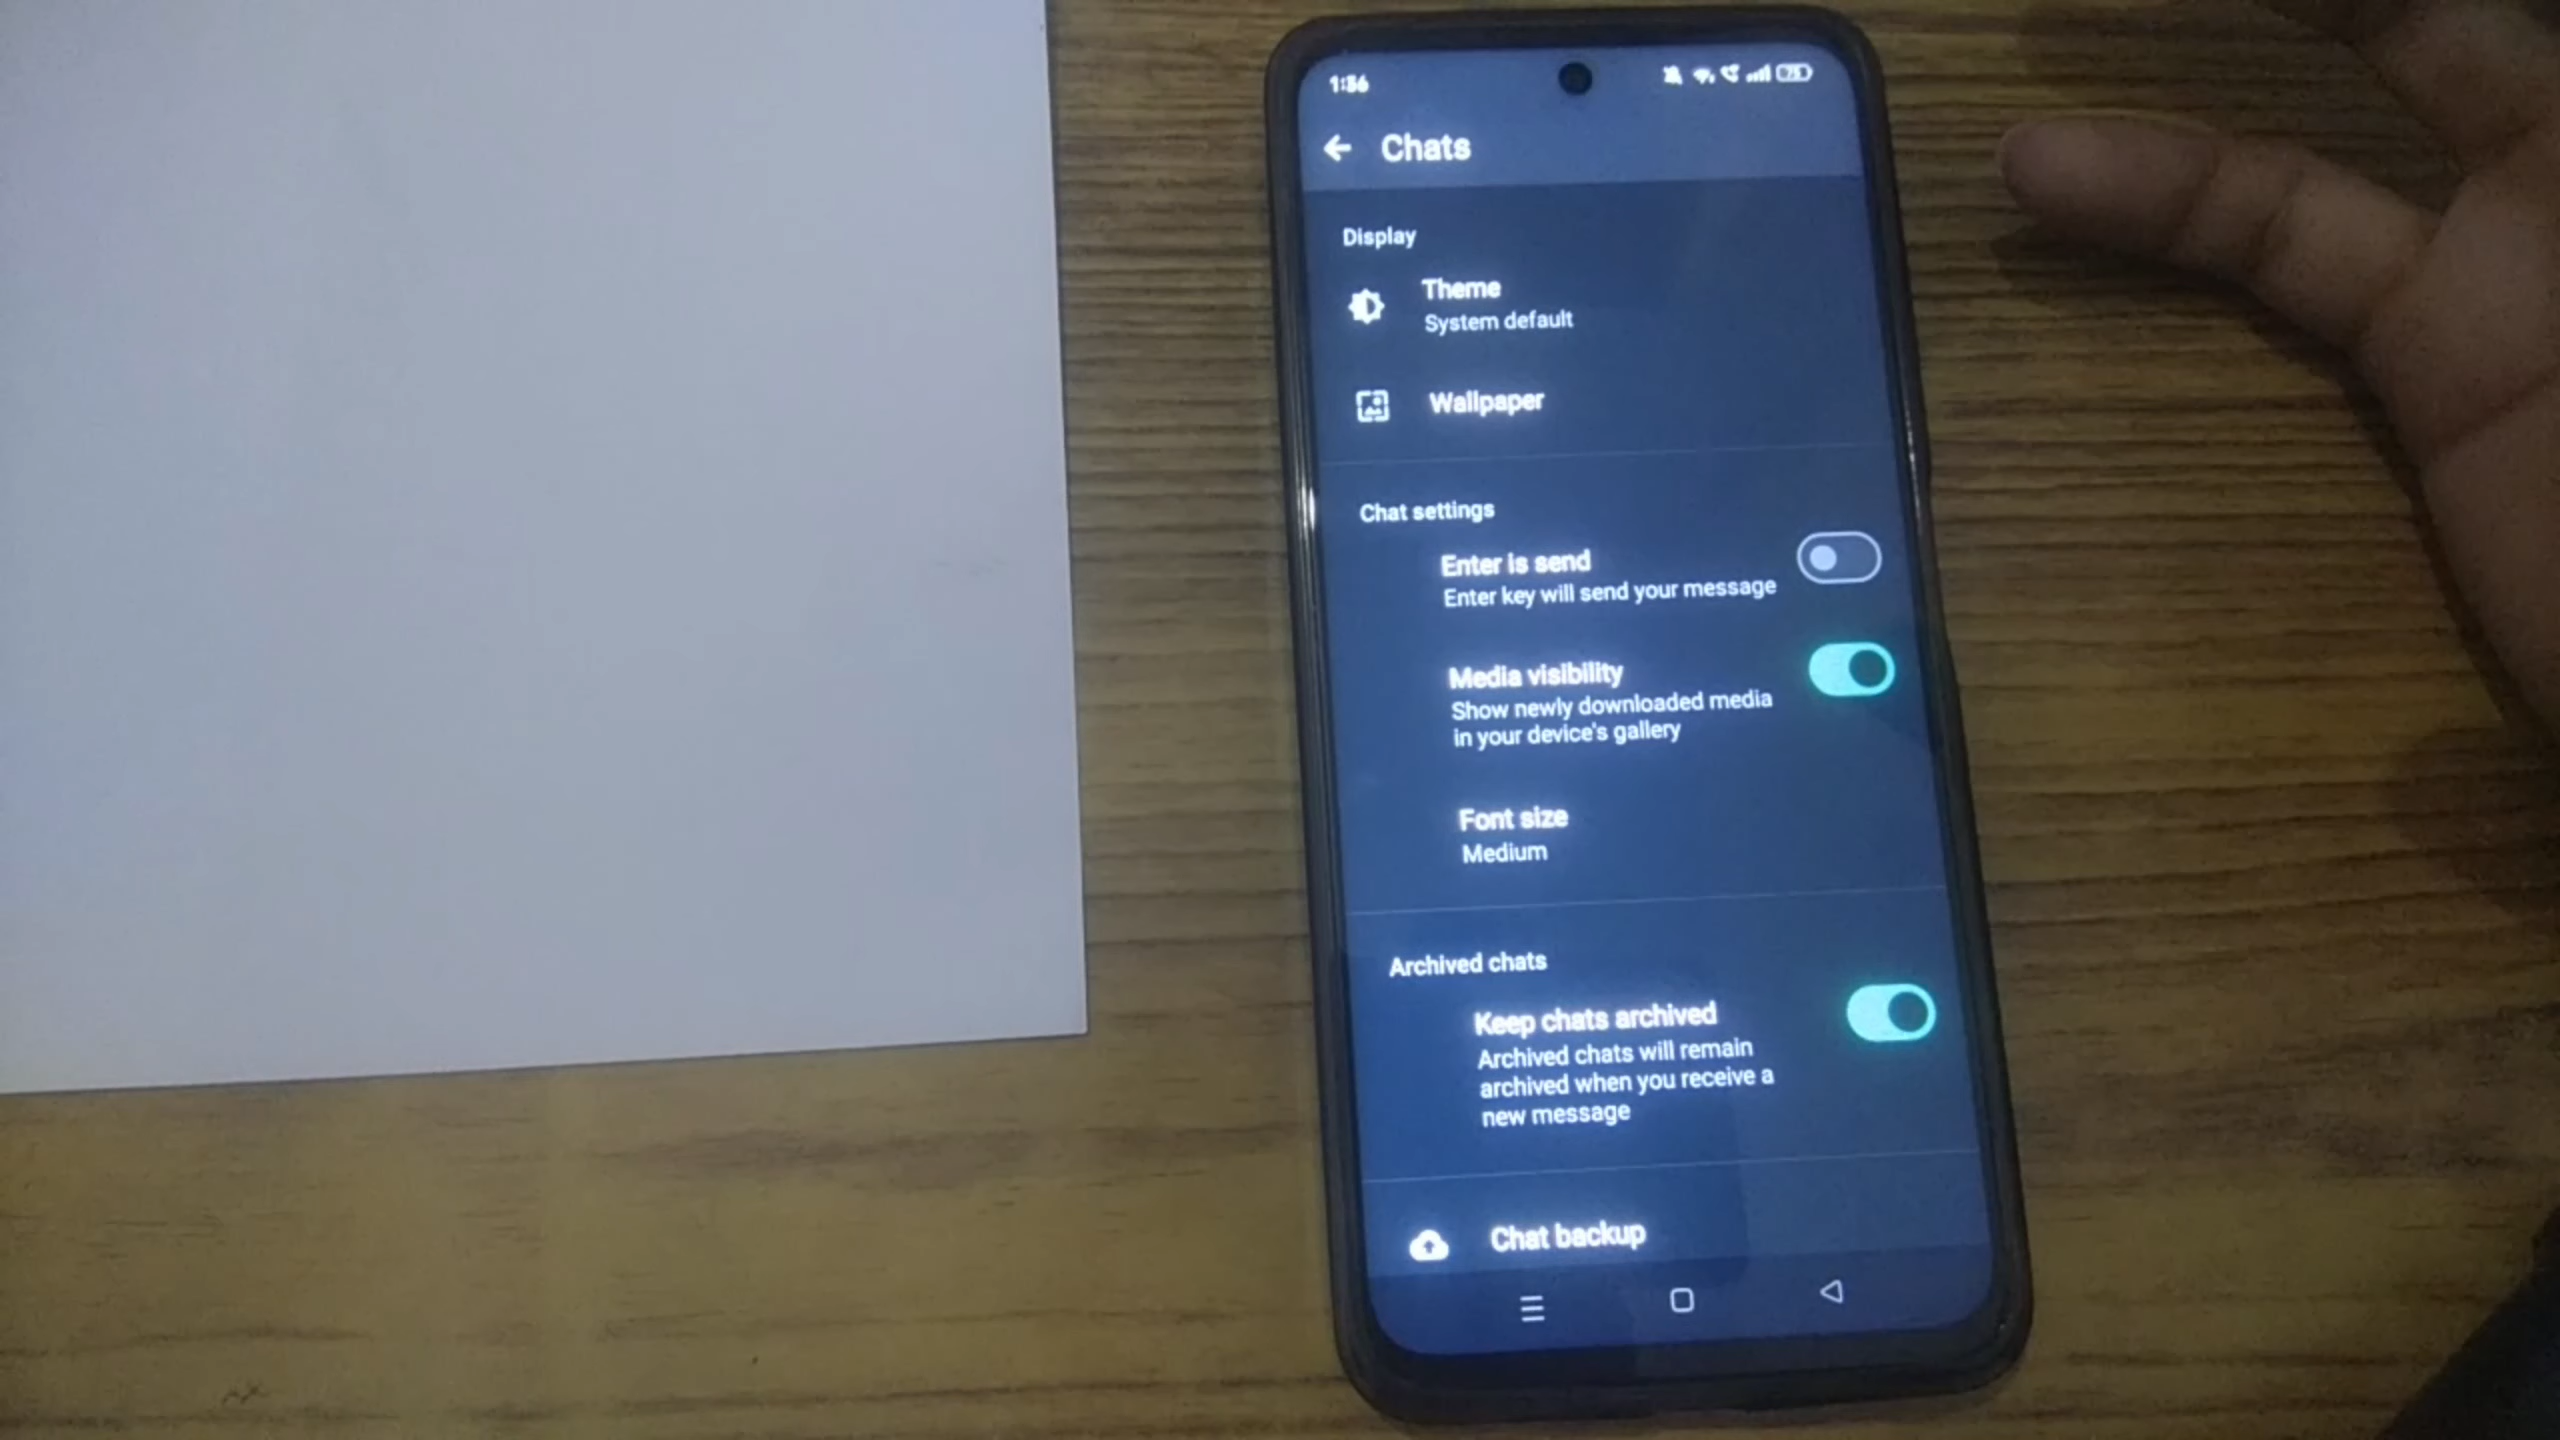 1:56
Chats
Display
Theme
System default
Wallpaper
Chat settings
Enter is send
Enter key will send your message
Media visibility
Show newly downloaded media
in your device's gallery
Font size
Medium
Archived chats
Keep chats archived
Archived chats will remain
archived when you receive a
new message
Chat backup